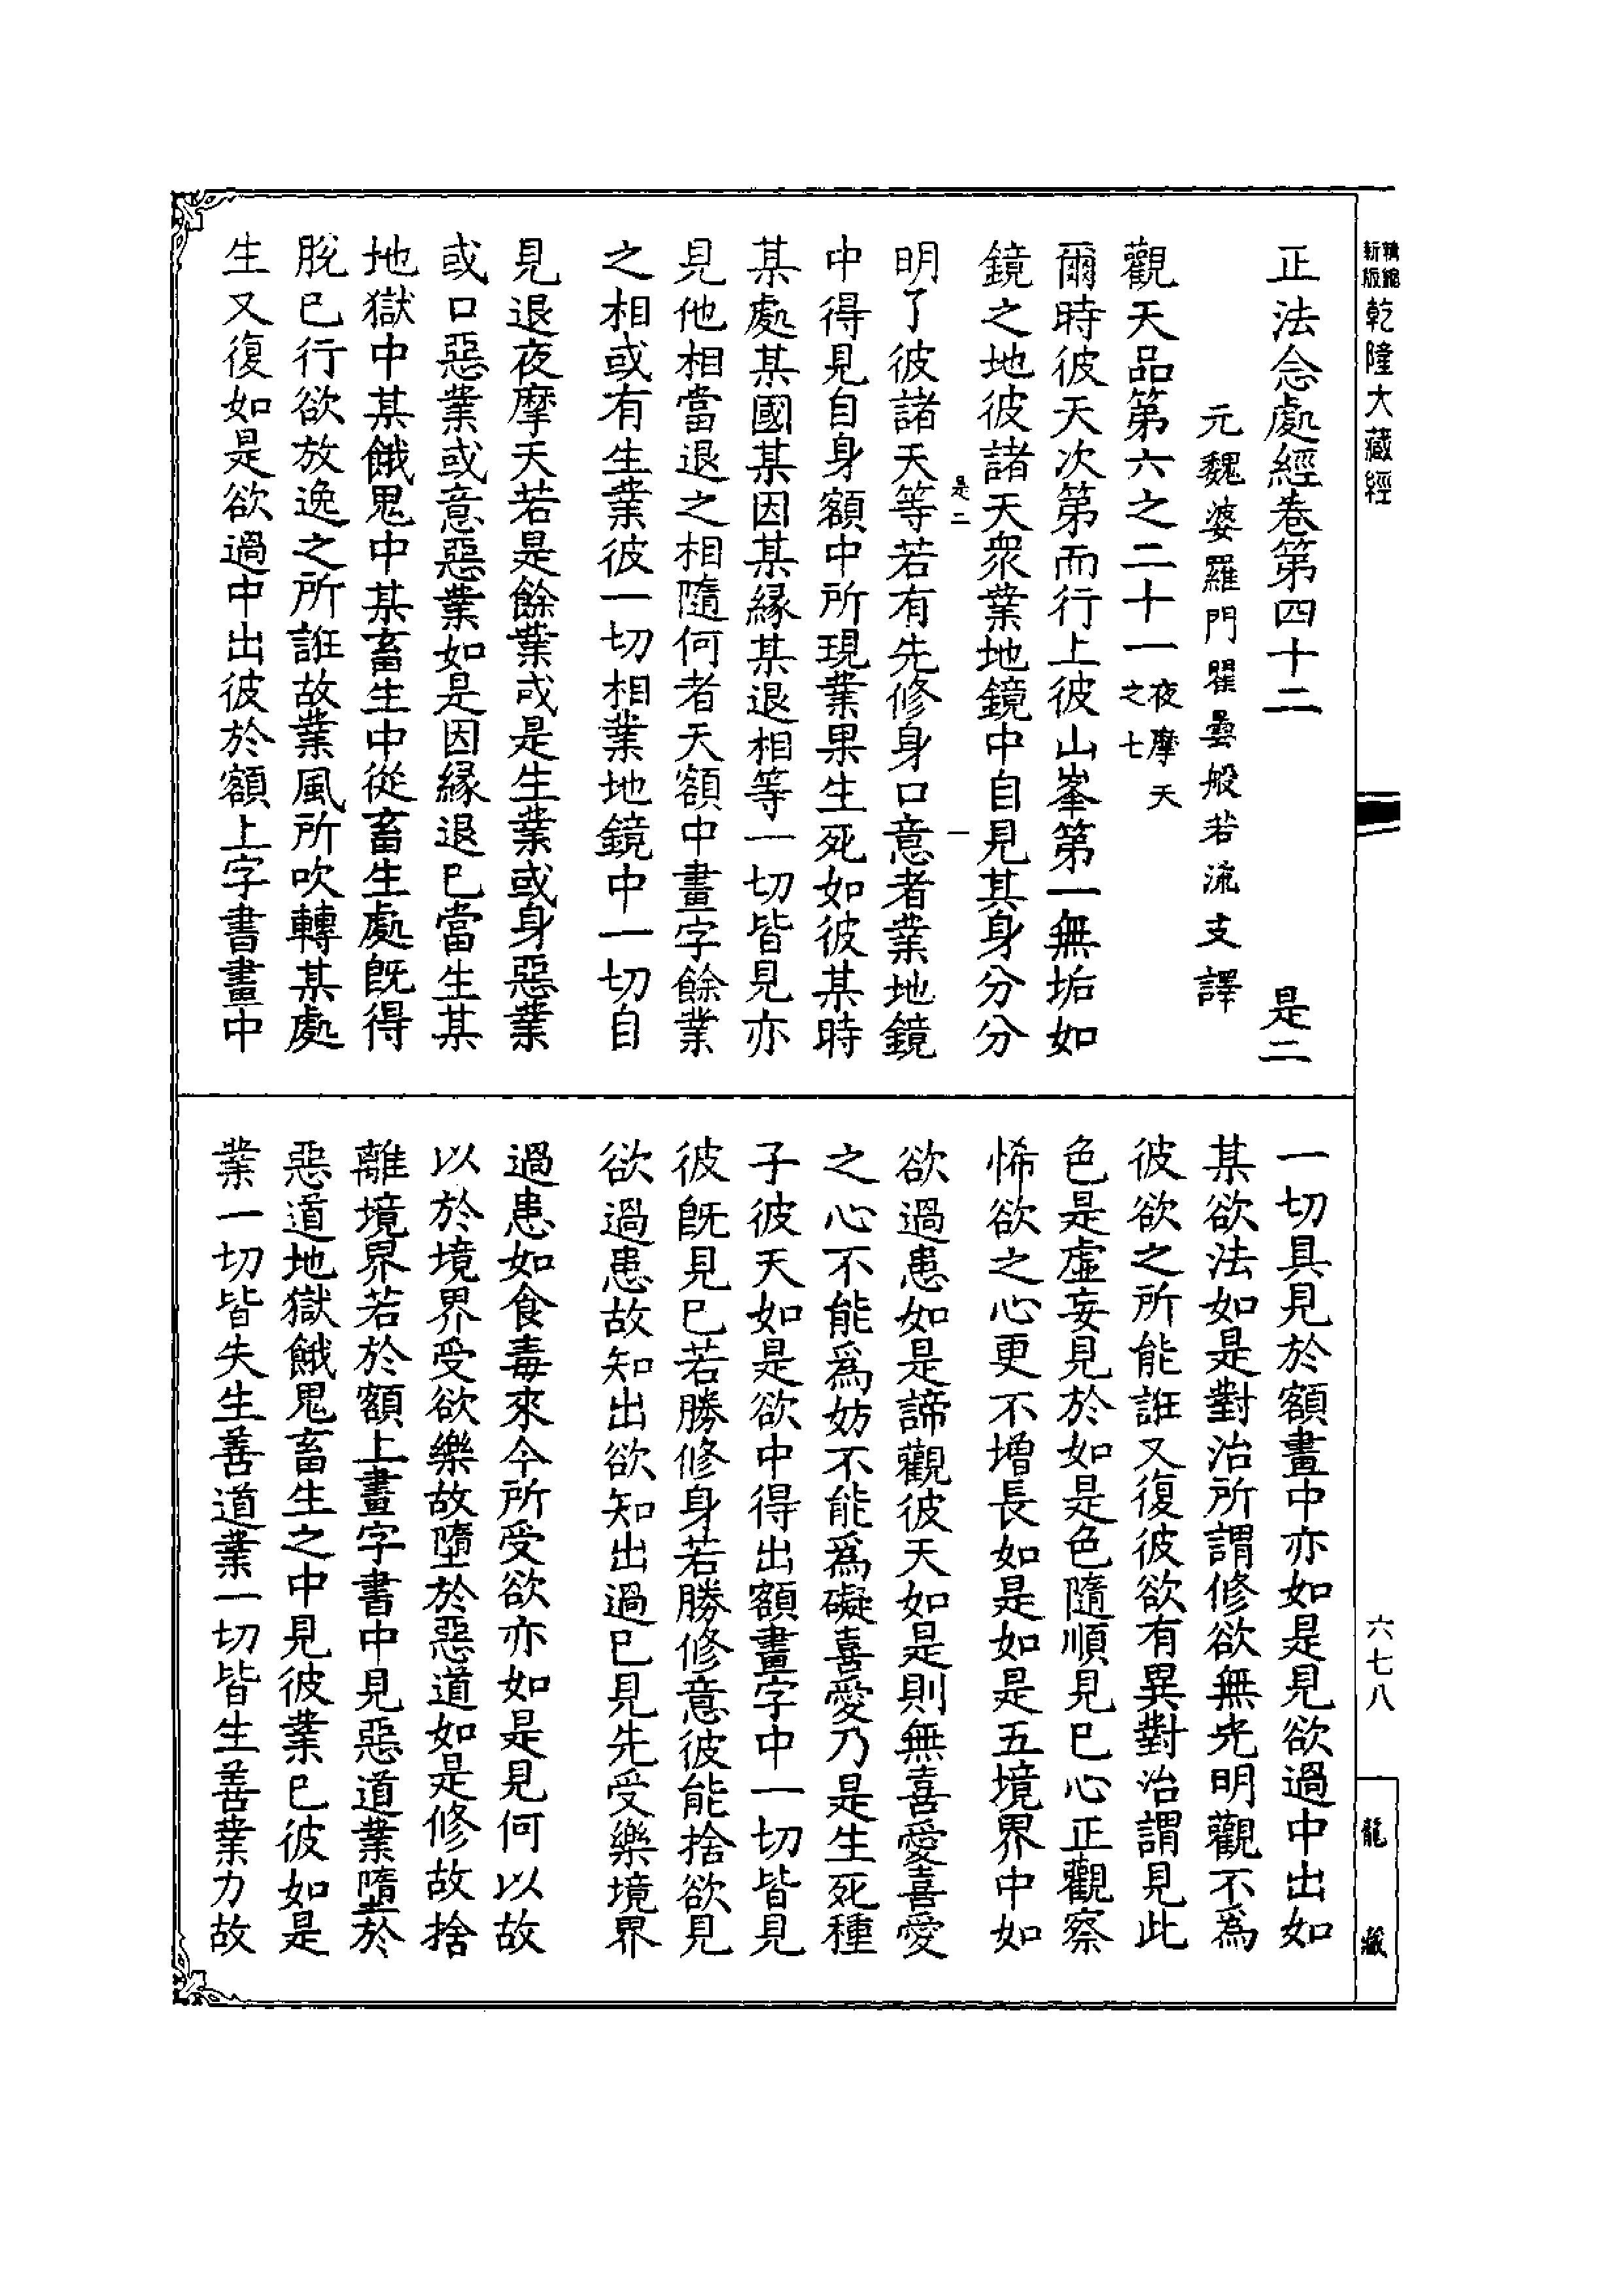 精縮新版 乾隆大藏經
正法念處經卷第四十二 是二
元魏婆羅門瞿曇般若流支譯
觀天品第六之二十一 夜摩天之七
爾時彼天次第而行上彼山峯第一無垢如
鏡之地彼諸天衆業地鏡中自見其身分分
是二 一
明了彼諸天等若有先修身口意者業地鏡
中得見自身額中所現業果生死如彼某時
某處某國某因某緣某退相等一切皆見亦
見他相當退之相隨何者天額中畫字餘業
之相或有生業彼一切相業地鏡中一切自
見退夜摩天若是餘業或是生業或身惡業
或口惡業或意惡業如是因緣退已當生某
地獄中某餓鬼中某畜生中從畜生處既得
脫已行欲放逸之所誑故業風所吹轉某處
生又復如是欲過中出彼於額上字書畫中
一切具見於額畫中亦如是見欲過中出如
某欲法如是對治所謂修欲無光明觀不爲
彼欲之所能誑又復彼欲有異對治謂見此
色是虛妄見於如是色隨順見已心正觀察
悕欲之心更不增長如是如是五境界中如
欲過患如是諦觀彼天如是則無喜愛喜愛
之心不能爲妨不能爲礙喜愛乃是生死種
子彼天如是欲中得出額畫字中一切皆見
彼既見已若勝修身若勝修意彼能捨欲見
欲過患故知出欲知出過已見先受樂境界
過患如食毒來今所受欲亦如是見何以故
以於境界受欲樂故墮於惡道如是修故捨
離境界若於額上畫字書中見惡道業墮於
惡道地獄餓鬼畜生之中見彼業已彼如是
業一切皆失生善道業一切皆生善業力故
六七八
龍藏